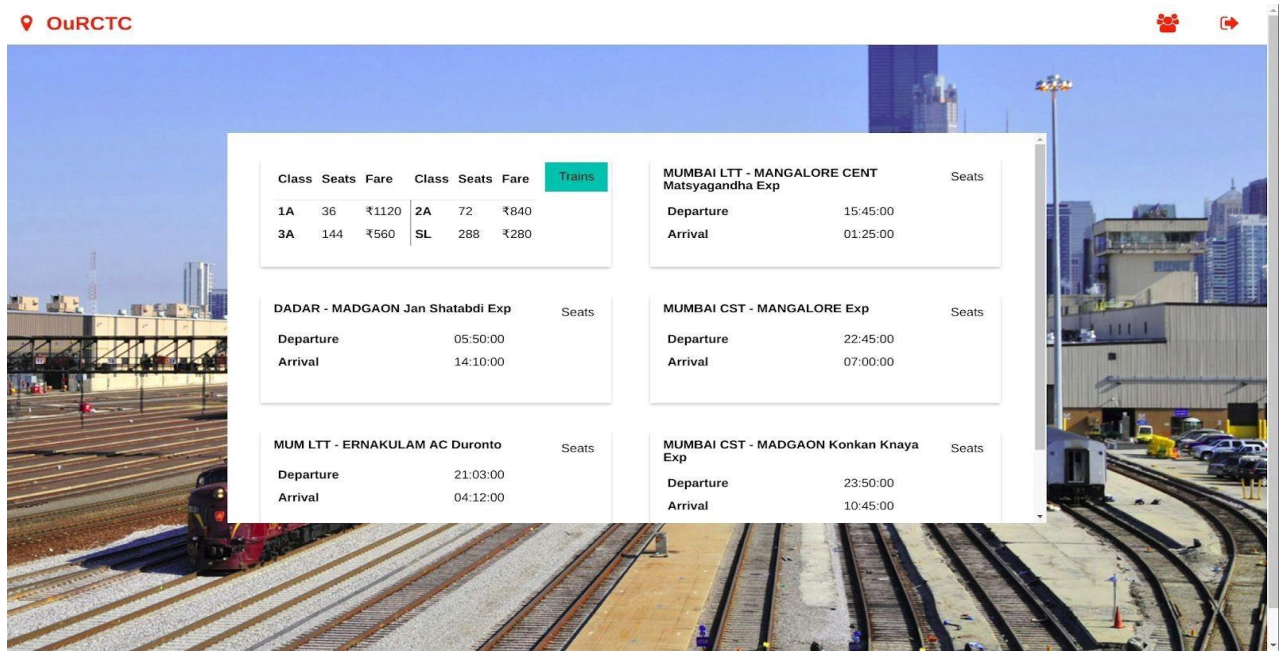 OuRCTC
Class Seats Fare Class Seats Fare
Trains
1A 36 ₹1120 2A 72 ₹840
3A 144 ₹560 SL 288 ₹280
MUMBAI LTT - MANGALORE CENT
Matsyagandha Exp
Seats
Departure 15:45:00
Arrival 01:25:00
DADAR - MADGAON Jan Shatabdi Exp
Seats
Departure 05:50:00
Arrival 14:10:00
MUMBAI CST - MANGALORE Exp
Seats
Departure 22:45:00
Arrival 07:00:00
MUM LTT - ERNAKULAM AC Duronto
Seats
Departure 21:03:00
Arrival 04:12:00
MUMBAI CST - MADGAON Konkan Knaya
Exp
Seats
Departure 23:50:00
Arrival 10:45:00